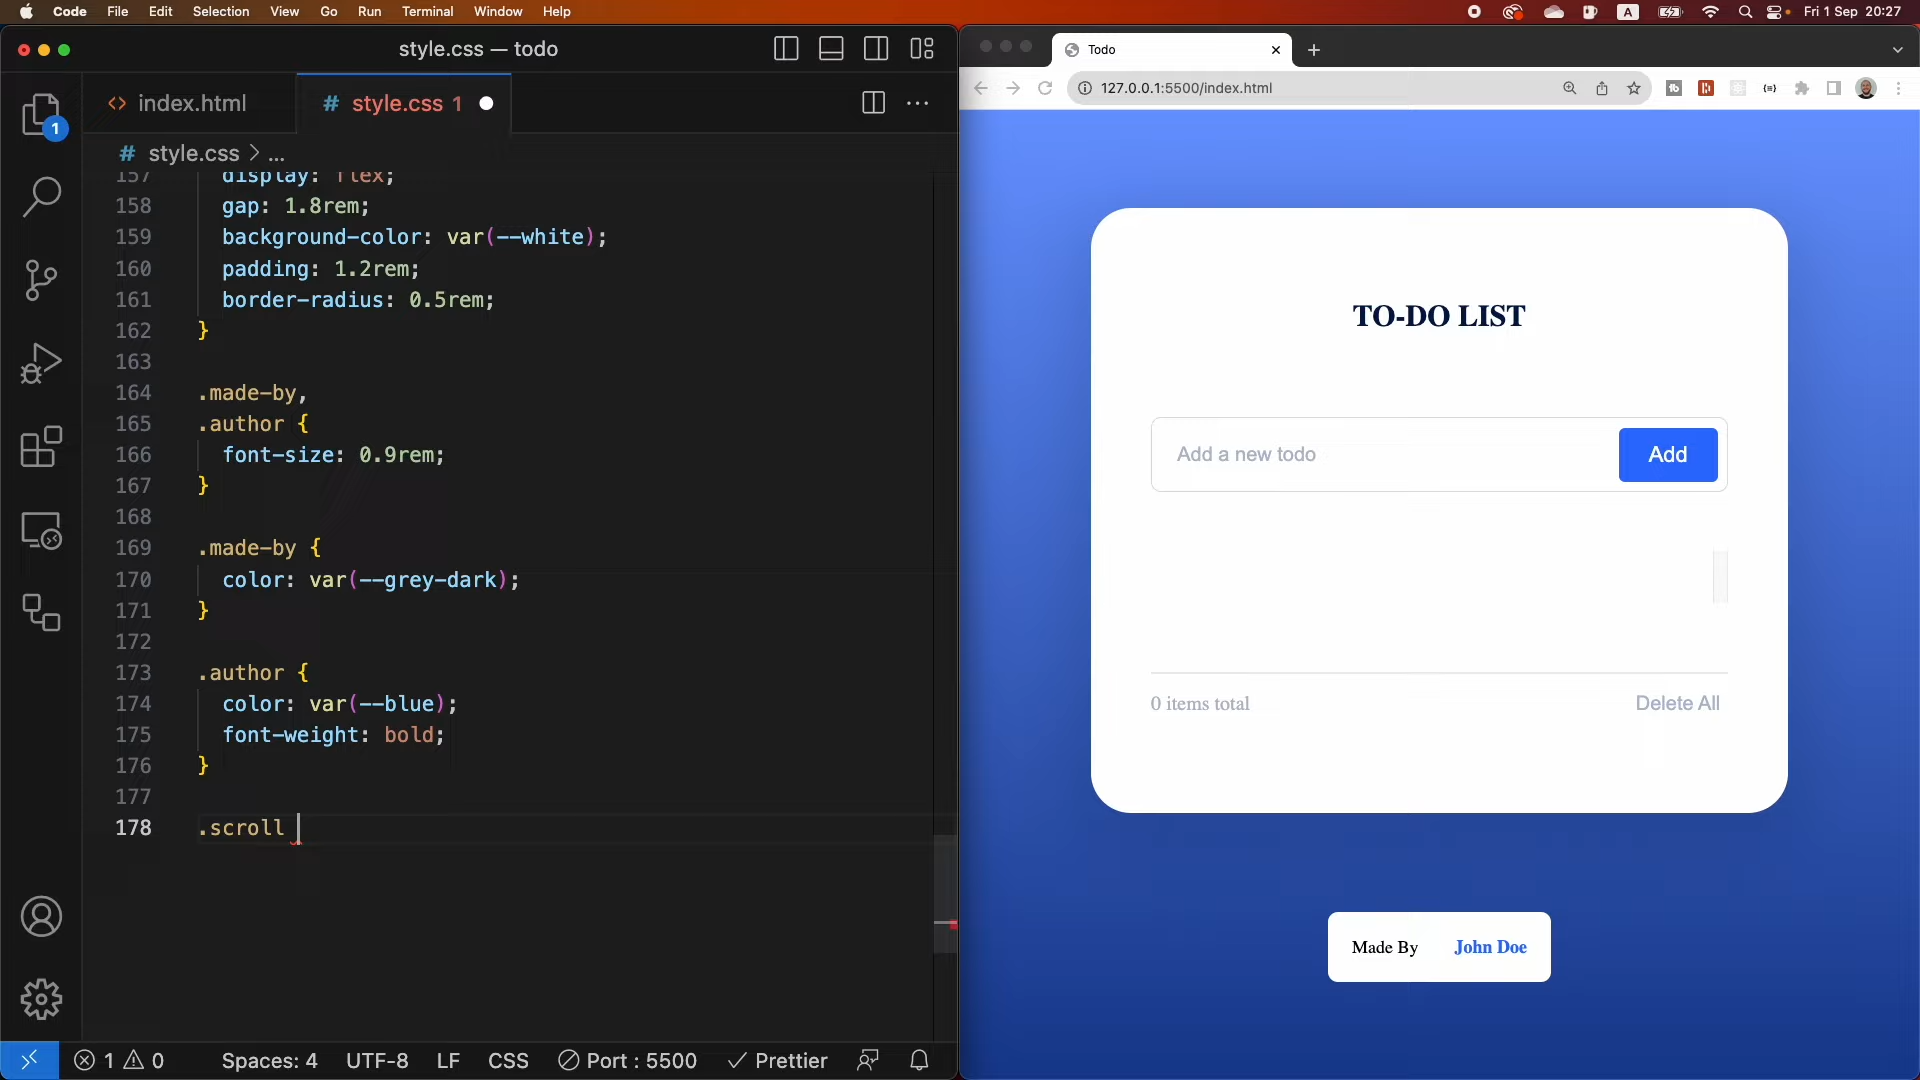 Code File Edit Selection View Go Run Terminal Window Help
A
Fri 1 Sep 20:27
style.css — todo
index.html
# style.css 1
# style.css > ...
157 display: flex;
158 gap: 1.8rem;
159 background-color: var(--white);
160 padding: 1.2rem;
161 border-radius: 0.5rem;
162 }
163
164 .made-by,
165 .author {
166 font-size: 0.9rem;
167 }
168
169 .made-by {
170 color: var(--grey-dark);
171 }
172
173 .author {
174 color: var(--blue);
175 font-weight: bold;
176 }
177
178 .scroll
1
1 0 Spaces: 4 UTF-8 LF CSS Port : 5500 Prettier
Todo
127.0.0.1:5500/index.html
TO-DO LIST
Add a new todo
Add
0 items total
Delete All
Made By John Doe